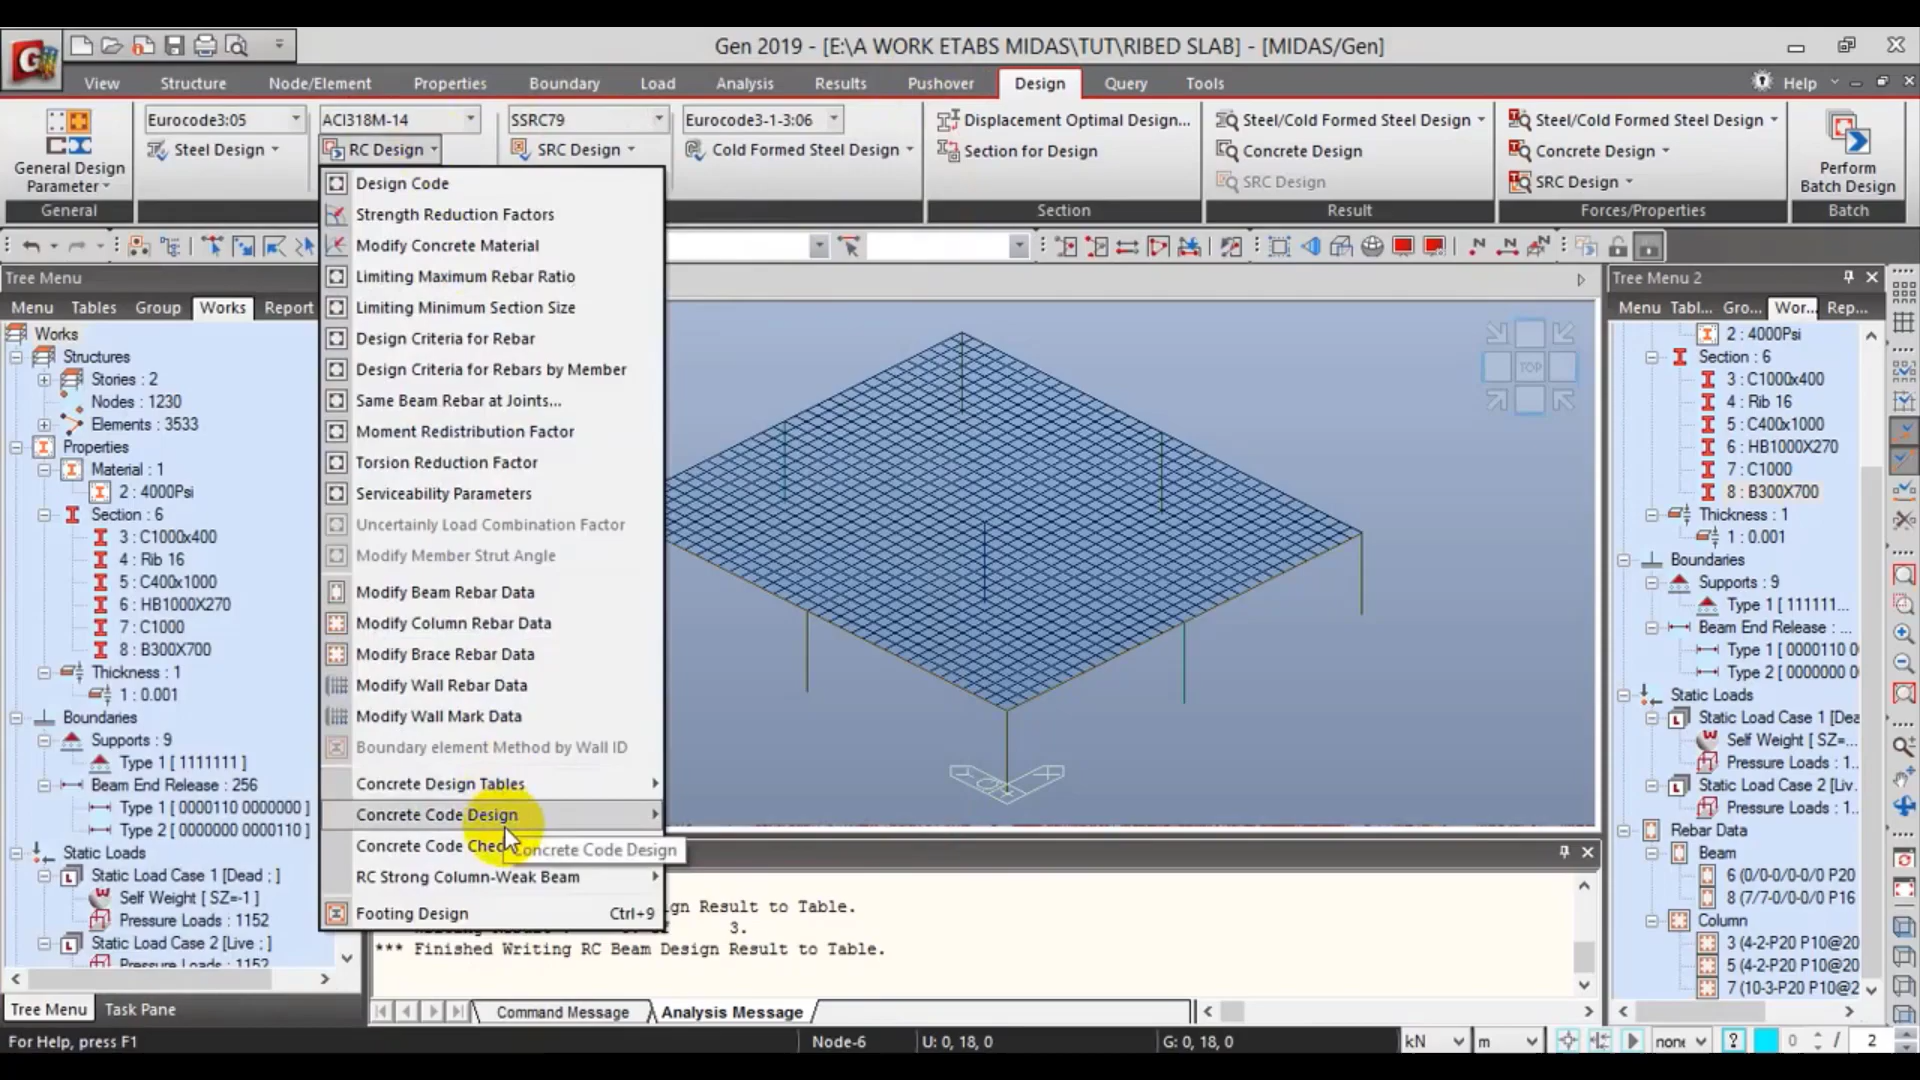 Gen 2019 - [E:\A WORK ETABS MIDAS\TUT\RIBED SLAB] - [MIDAS/Gen]
View Structure Node/Element Properties Boundary Load Analysis Results Pushover Design Query Tools Help
General Design Parameter
General
Eurocode3:05
Steel Design
ACI318M-14
RC Design
SSRC79
SRC Design
Eurocode3-1-3:06
Cold Formed Steel Design
Displacement Optimal Design...
Section for Design
Section
Steel/Cold Formed Steel Design
Concrete Design
SRC Design
Result
Steel/Cold Formed Steel Design
Concrete Design
SRC Design
Forces/Properties
Perform Batch Design
Batch
Design Code
Strength Reduction Factors
Modify Concrete Material
Limiting Maximum Rebar Ratio
Limiting Minimum Section Size
Design Criteria for Rebar
Design Criteria for Rebars by Member
Same Beam Rebar at Joints...
Moment Redistribution Factor
Torsion Reduction Factor
Serviceability Parameters
Uncertainly Load Combination Factor
Modify Member Strut Angle
Modify Beam Rebar Data
Modify Column Rebar Data
Modify Brace Rebar Data
Modify Wall Rebar Data
Modify Wall Mark Data
Boundary element Method by Wall ID
Concrete Design Tables
Concrete Code Design
Concrete Code Chec
Concrete Code Design
RC Strong Column-Weak Beam
Footing Design Ctrl+9
Tree Menu
Menu Tables Group Works Report
Works
Structures
Stories : 2
Nodes : 1230
Elements : 3533
Properties
Material : 1
2 : 4000Psi
Section : 6
3 : C1000x400
4 : Rib 16
5 : C400x1000
6 : HB1000X270
7 : C1000
8 : B300X700
Thickness : 1
1 : 0.001
Boundaries
Supports : 9
Type 1 [ 1111111 ]
Beam End Release : 256
Type 1 [ 0000110 0000000 ]
Type 2 [ 0000000 0000110 ]
Static Loads
Static Load Case 1 [Dead ; ]
Self Weight [ SZ=-1 ]
Pressure Loads : 1152
Static Load Case 2 [Live ; ]
Pressure Loads : 1152
Tree Menu Task Pane
TOP
ign Result to Table.
3.
*** Finished Writing RC Beam Design Result to Table.
Command Message Analysis Message
Tree Menu 2
Menu Tabl... Gro... Wor... Rep...
2 : 4000Psi
Section : 6
3 : C1000x400
4 : Rib 16
5 : C400x1000
6 : HB1000X270
7 : C1000
8 : B300X700
Thickness : 1
1 : 0.001
Boundaries
Supports : 9
Type 1 [ 111111...
Beam End Release : ...
Type 1 [ 0000110 0
Type 2 [ 0000000 0
Static Loads
Static Load Case 1 [Dea
Self Weight [ SZ=...
Pressure Loads : 1..
Static Load Case 2 [Liv
Pressure Loads : 1..
Rebar Data
Beam
6 (0/0-0/0-0/0 P20
8 (7/7-0/0-0/0 P16
Column
3 (4-2-P20 P10@20
5 (4-2-P20 P10@20
7 (10-3-P20 P10@2
For Help, press F1 Node-6 U: 0, 18, 0 G: 0, 18, 0 kN m none 0 / 2